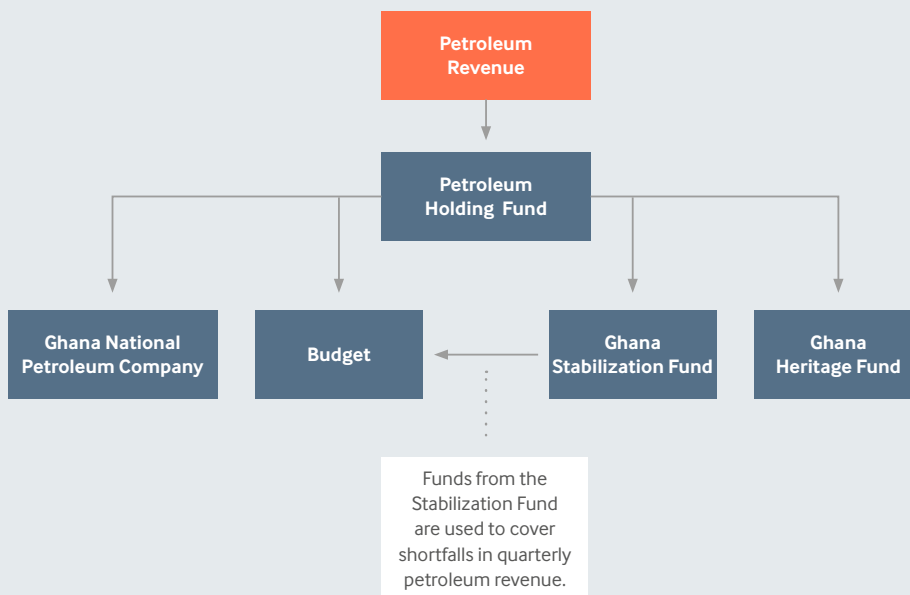 Petroleum
Revenue
Petroleum
Holding Fund
Ghana National
Petroleum Company
Budget
Ghana
Stabilization Fund
Ghana
Heritage Fund
Funds from the
Stabilization Fund
are used to cover
shortfalls in quarterly
petroleum revenue.